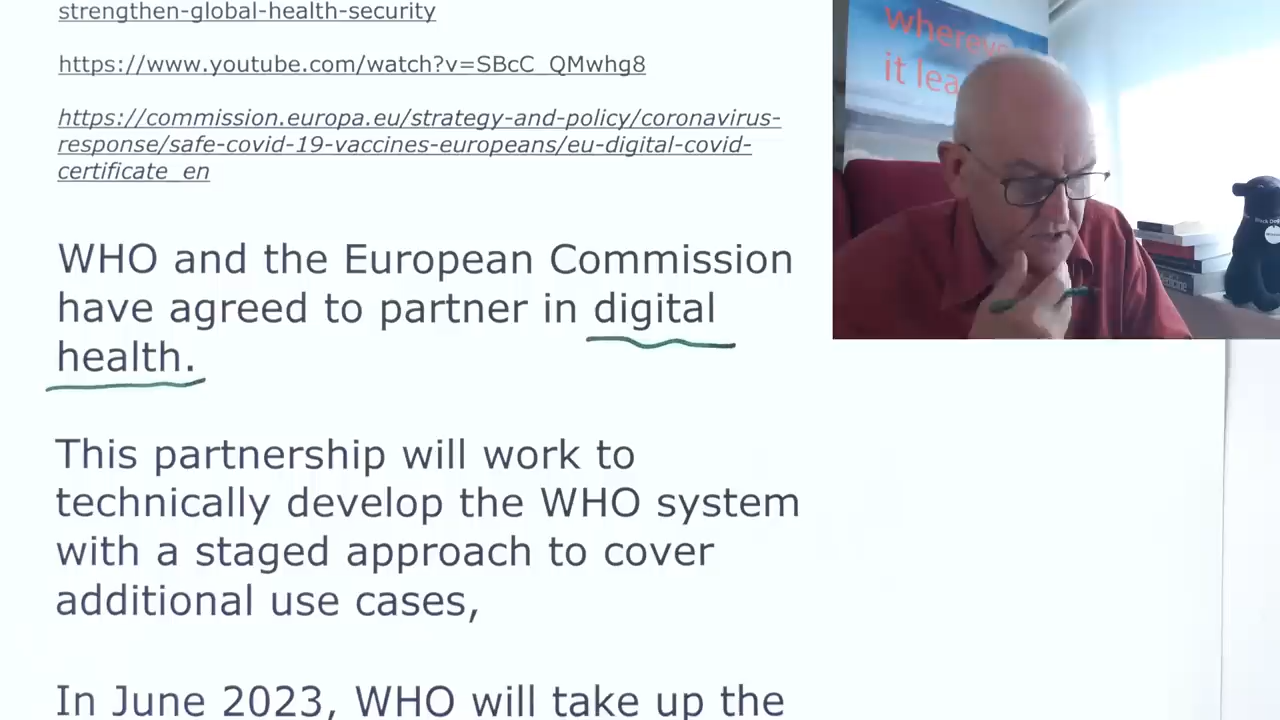 strengthen-global-health-security
https://www.youtube.com/watch?v=SBcC_QMwhg8
https://commission.europa.eu/strategy-and-policy/coronavirus-
response/safe-covid-19-vaccines-europeans/eu-digital-covid-
certificate_en
WHO and the European Commission
have agreed to partner in digital
health.
This partnership will work to
technically develop the WHO system
with a staged approach to cover
additional use cases,
In June 2023, WHO will take up the
it lea